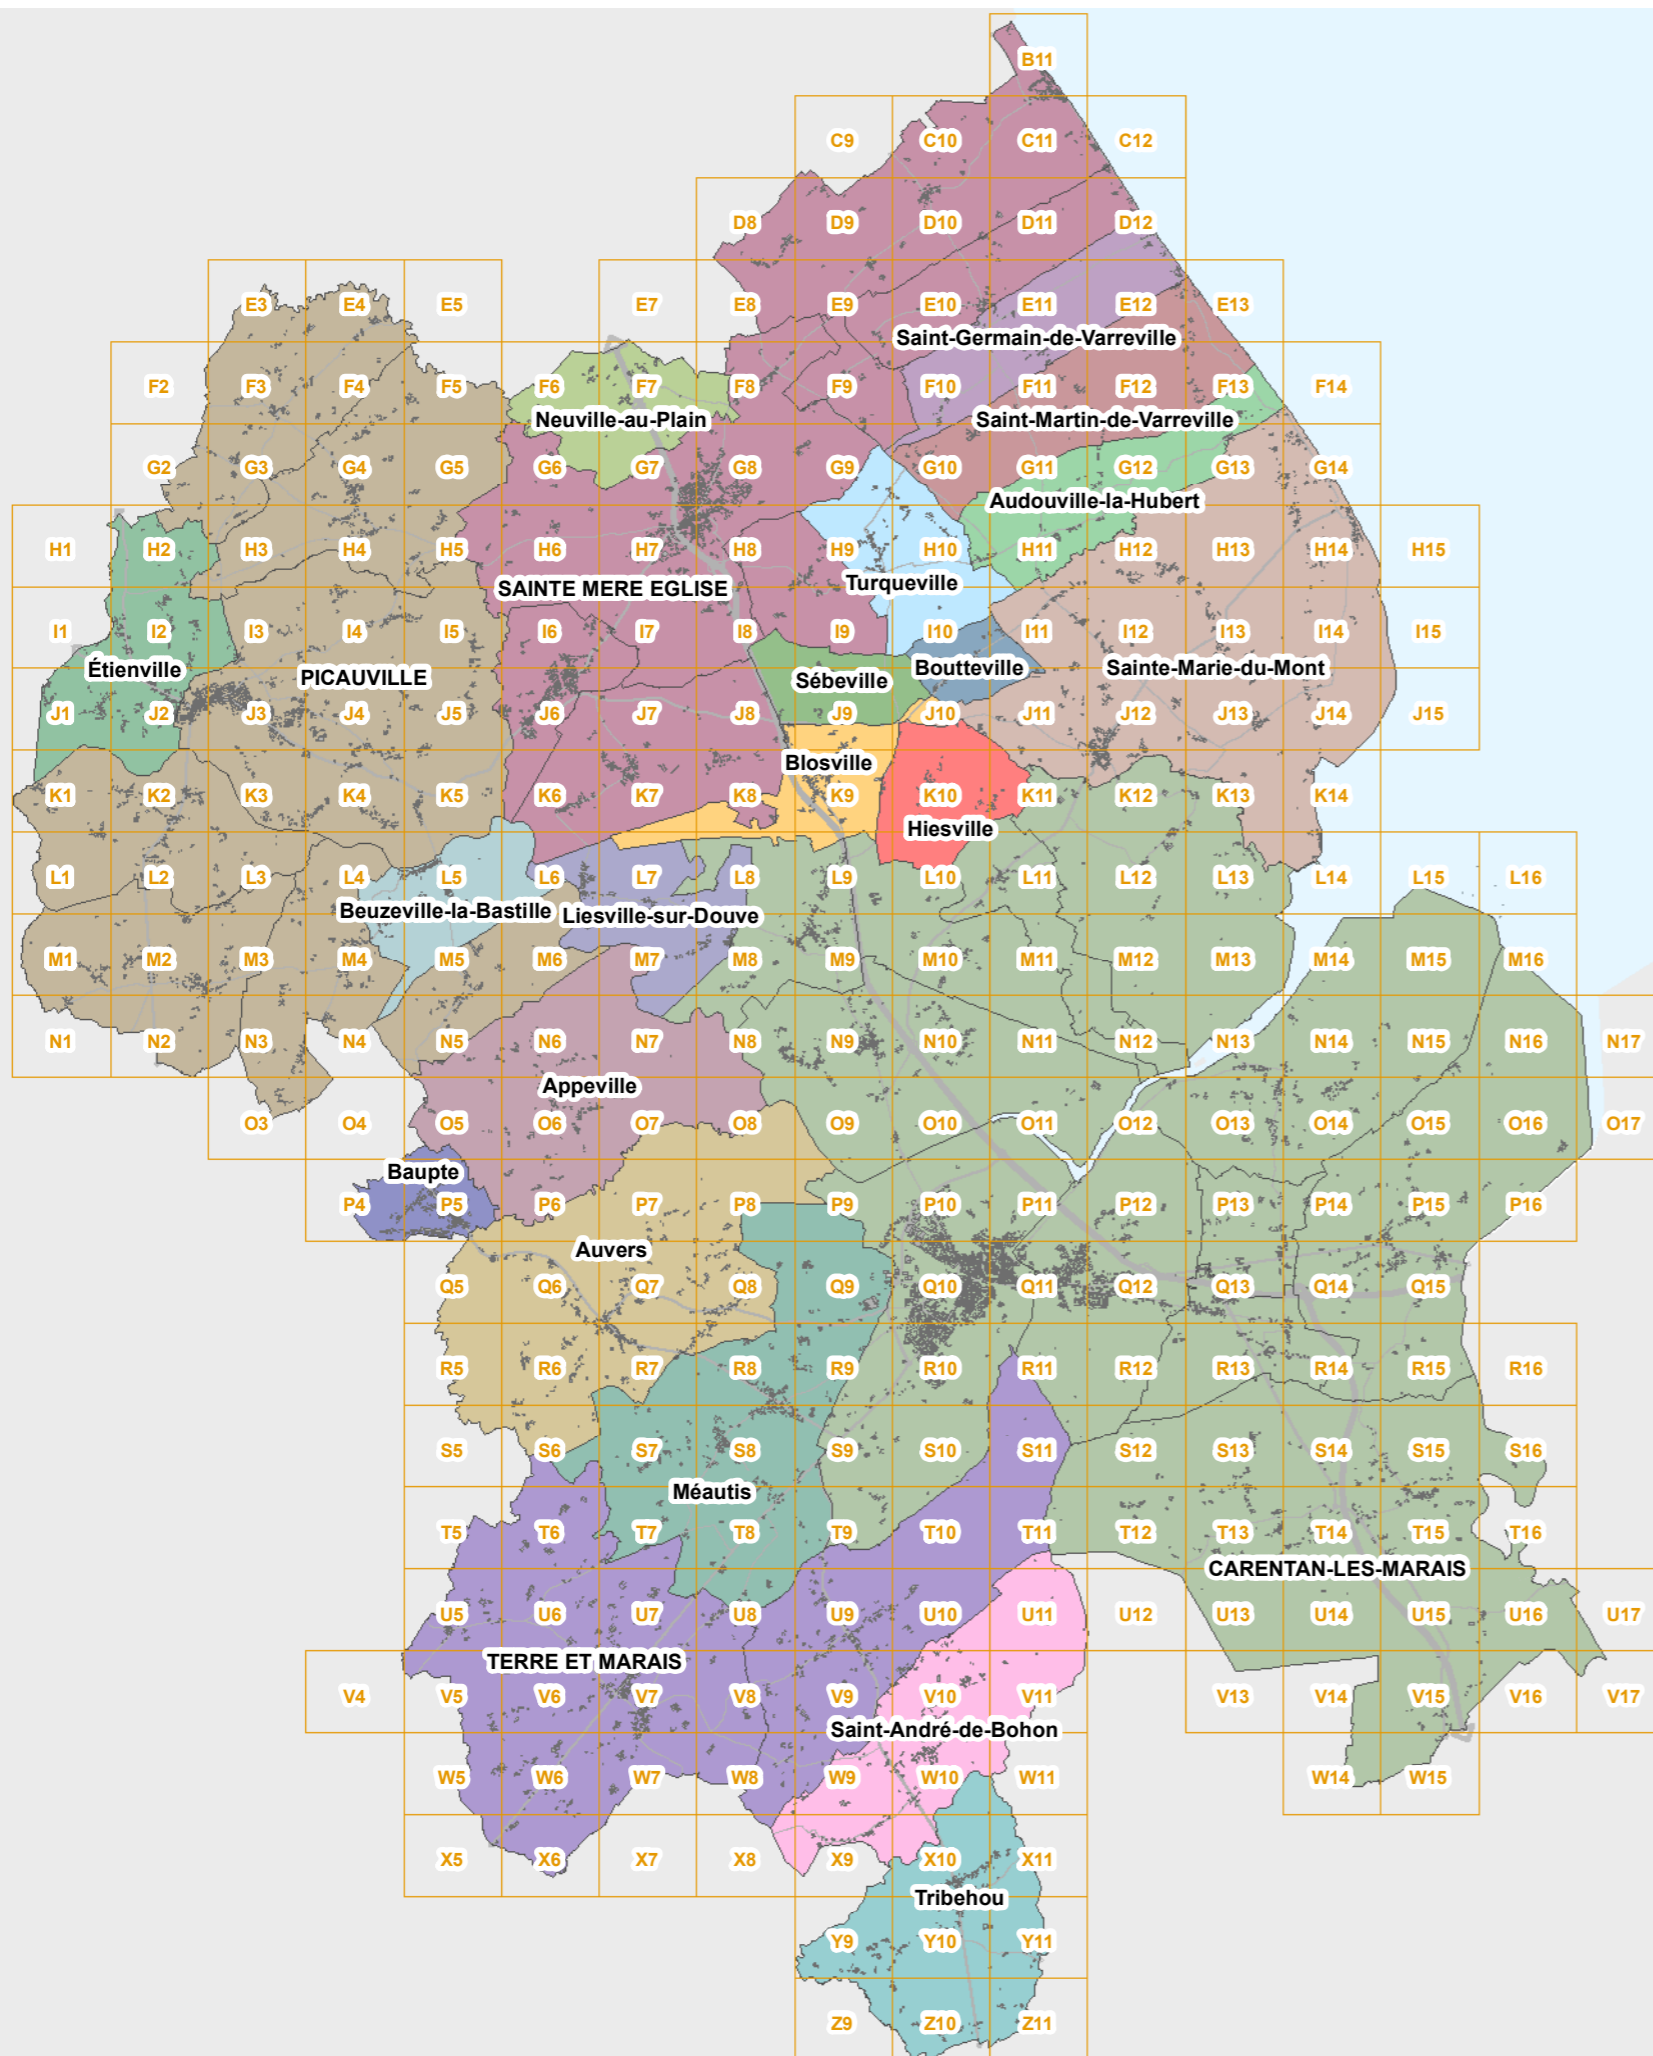 B11
C9 C10 C11 C12
D8 D9 D10 D11 D12
E3 E4 E5 E7 E8 E9 E10 E11 E12 E13
Saint-Germain-de-Varreville
F2 F3 F4 F5 F6 F7 F8 F9 F10 F11 F12 F13 F14
Neuville-au-Plain Saint-Martin-de-Varreville
G2 G3 G4 G5 G6 G7 G8 G9 G10 G11 G12 G13 G14
Audouville-la-Hubert
H1 H2 H3 H4 H5 H6 H7 H8 H9 H10 H11 H12 H13 H14 H15
Turqueville
SAINTE MERE EGLISE
I1 I2 I3 I4 I5 I6 I7 I8 I9 I10 I11 I12 I13 I14 I15
Étienville PICAUVILLE Sébeville Boutteville Sainte-Marie-du-Mont
J1 J2 J3 J4 J5 J6 J7 J8 J9 J10 J11 J12 J13 J14 J15
Blosville
K1 K2 K3 K4 K5 K6 K7 K8 K9 K10 K11 K12 K13 K14
Hiesville
L1 L2 L3 L4 L5 L6 L7 L8 L9 L10 L11 L12 L13 L14 L15 L16
Beuzeville-la-Bastille Liesville-sur-Douve
M1 M2 M3 M4 M5 M6 M7 M8 M9 M10 M11 M12 M13 M14 M15 M16
N1 N2 N3 N4 N5 N6 N7 N8 N9 N10 N11 N12 N13 N14 N15 N16 N17
Appeville
O3 O4 O5 O6 O7 O8 O9 O10 O11 O12 O13 O14 O15 O16 O17
Baupte
P4 P5 P6 P7 P8 P9 P10 P11 P12 P13 P14 P15 P16
Auvers
Q5 Q6 Q7 Q8 Q9 Q10 Q11 Q12 Q13 Q14 Q15
R5 R6 R7 R8 R9 R10 R11 R12 R13 R14 R15 R16
S5 S6 S7 S8 S9 S10 S11 S12 S13 S14 S15 S16
Méautis
T5 T6 T7 T8 T9 T10 T11 T12 T13 T14 T15 T16
CARENTAN-LES-MARAIS
U5 U6 U7 U8 U9 U10 U11 U12 U13 U14 U15 U16 U17
TERRE ET MARAIS
V4 V5 V6 V7 V8 V9 V10 V11 V13 V14 V15 V16 V17
Saint-André-de-Bohon
W5 W6 W7 W8 W9 W10 W11 W14 W15
X5 X6 X7 X8 X9 X10 X11
Tribehou
Y9 Y10 Y11
Z9 Z10 Z11